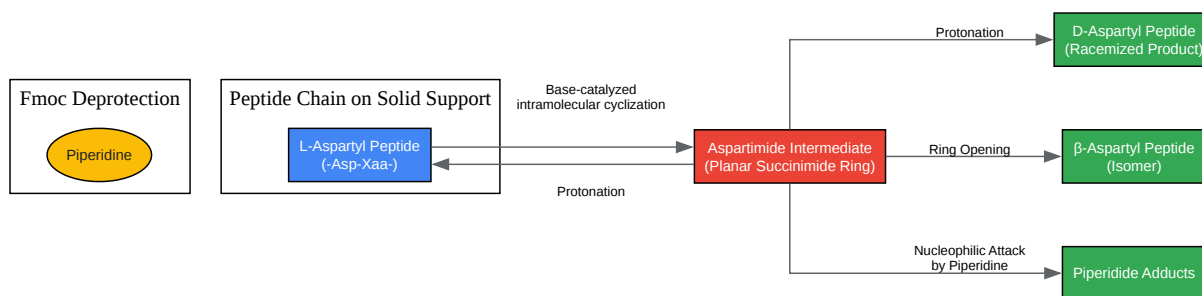 Fmoc Deprotection
Piperidine
Peptide Chain on Solid Support
L-Aspartyl Peptide
(-Asp-Xaa-)
Base-catalyzed
intramolecular cyclization
Protonation
Aspartimide Intermediate
(Planar Succinimide Ring)
Protonation
D-Aspartyl Peptide
(Racemized Product)
Ring Opening
β-Aspartyl Peptide
(Isomer)
Nucleophilic Attack
by Piperidine
Piperidide Adducts